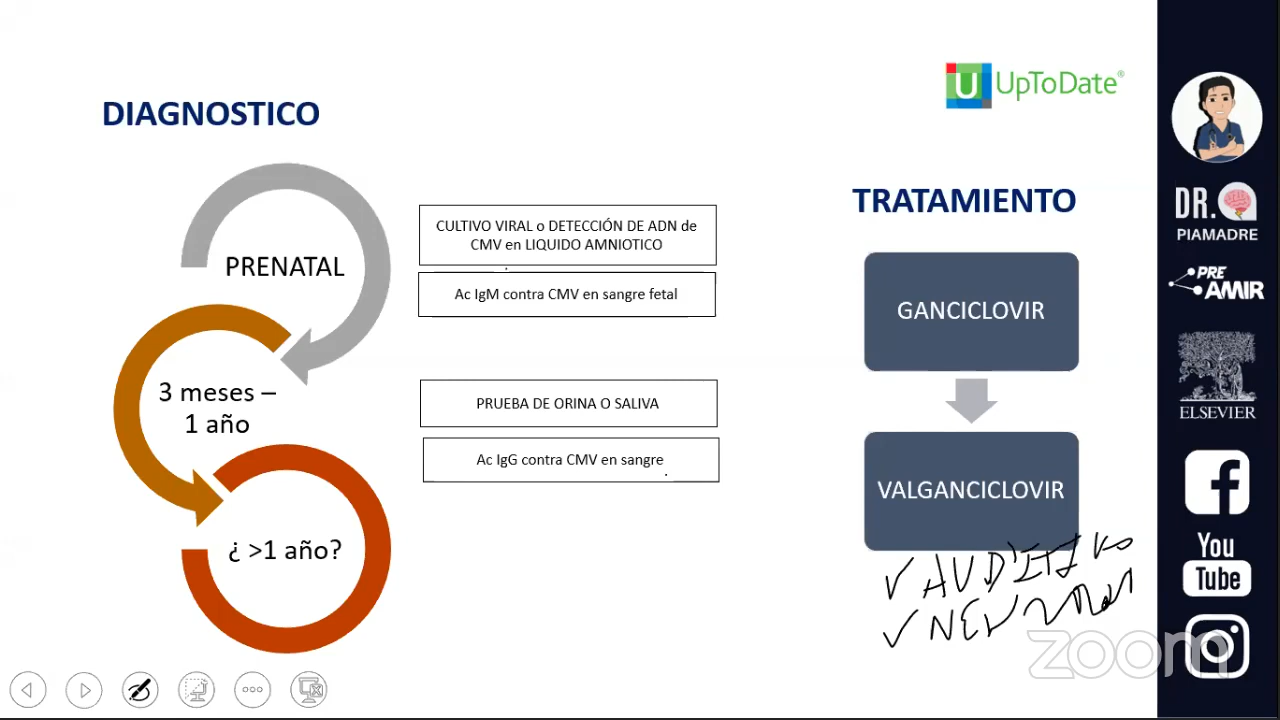 DIAGNOSTICO
PRENATAL
3 meses –
1 año
¿ >1 año?
CULTIVO VIRAL o DETECCIÓN DE ADN de
CMV en LIQUIDO AMNIOTICO
Ac IgM contra CMV en sangre fetal
PRUEBA DE ORINA O SALIVA
Ac IgG contra CMV en sangre
UpToDate®
TRATAMIENTO
GANCICLOVIR
VALGANCICLOVIR
zoom
DR.
PIAMADRE
PRE
AMIR
ELSEVIER
You
Tube